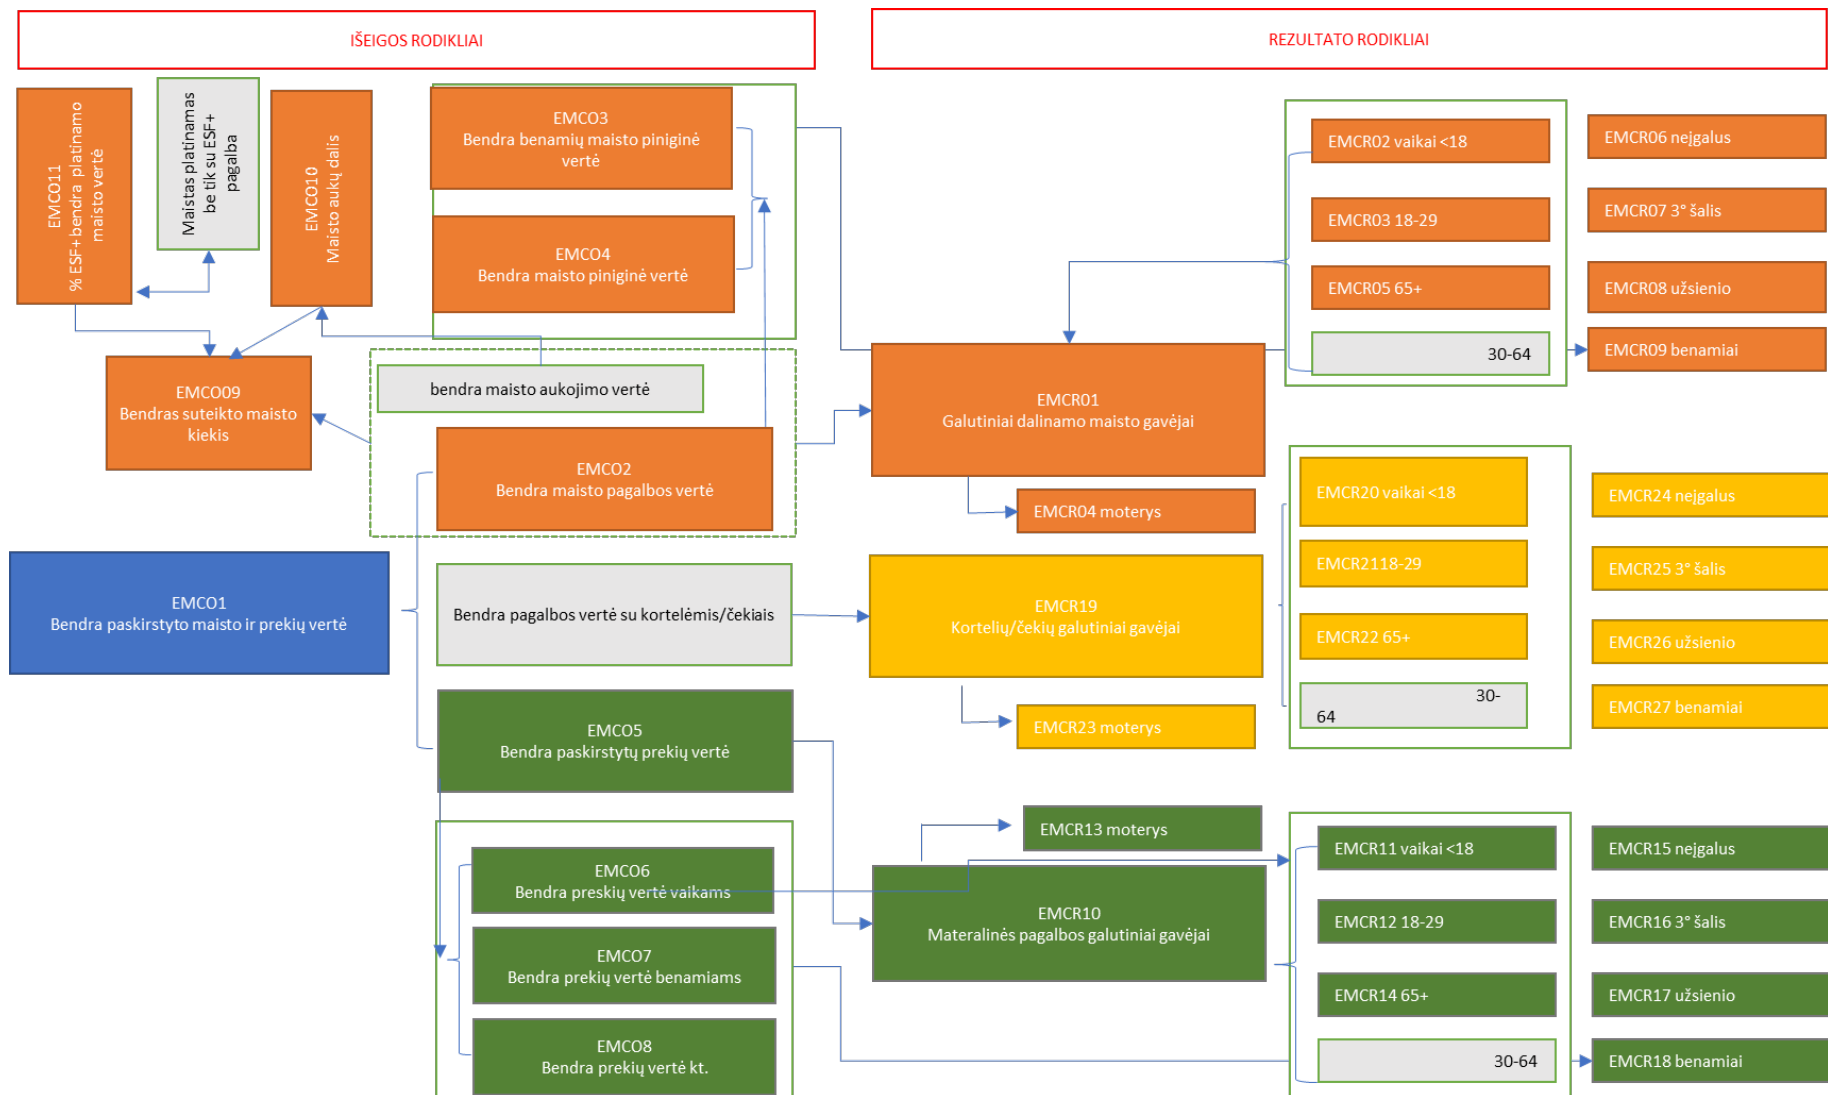 IŠEIGOS RODIKLIAI
REZULTATO RODIKLIAI
EMCO11
% ESF+bendra platinamo
maisto vertė
Maistas platinamas
be tik su ESF+
pagalba
EMCO10
Maisto aukų dalis
EMCO3
Bendra benamių maisto piniginė
vertė
EMCO4
Bendra maisto piniginė vertė
EMCO09
Bendras suteikto maisto
kiekis
bendra maisto aukojimo vertė
EMCO2
Bendra maisto pagalbos vertė
EMCO1
Bendra paskirstyto maisto ir prekių vertė
Bendra pagalbos vertė su kortelėmis/čekiais
EMCO5
Bendra paskirstytų prekių vertė
EMCO6
Bendra preskių vertė vaikams
EMCO7
Bendra prekių vertė benamiams
EMCO8
Bendra prekių vertė kt.
EMCR01
Galutiniai dalinamo maisto gavėjai
EMCR04 moterys
EMCR02 vaikai <18
EMCR03 18-29
EMCR05 65+
30-64
EMCR06 neįgalus
EMCR07 3° šalis
EMCR08 užsienio
EMCR09 benamiai
EMCR19
Kortelių/čekių galutiniai gavėjai
EMCR23 moterys
EMCR20 vaikai <18
EMCR2118-29
EMCR22 65+
30-
64
EMCR24 neįgalus
EMCR25 3° šalis
EMCR26 užsienio
EMCR27 benamiai
EMCR13 moterys
EMCR10
Materalinės pagalbos galutiniai gavėjai
EMCR11 vaikai <18
EMCR12 18-29
EMCR14 65+
30-64
EMCR15 neįgalus
EMCR16 3° šalis
EMCR17 užsienio
EMCR18 benamiai